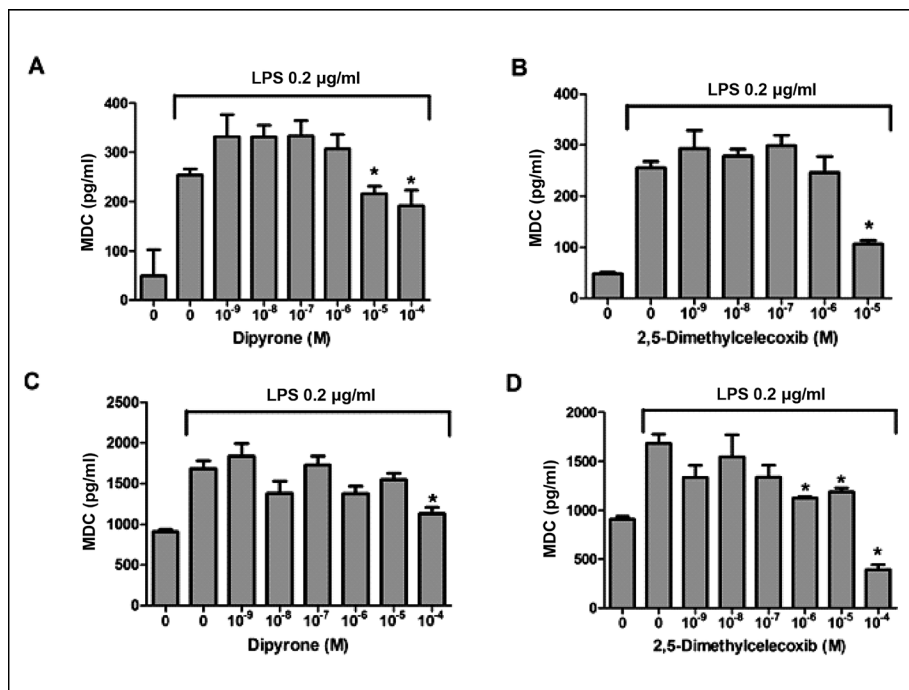 A
LPS 0.2 µg/ml
MDC (pg/ml)
400
300
200
100
0
0 0 10⁻⁹ 10⁻⁸ 10⁻⁷ 10⁻⁶ 10⁻⁵ 10⁻⁴
* *
Dipyrone (M)
B
LPS 0.2 µg/ml
MDC (pg/ml)
400
300
200
100
0
*
0 0 10⁻⁹ 10⁻⁸ 10⁻⁷ 10⁻⁶ 10⁻⁵
2,5-Dimethylcelecoxib (M)
C
LPS 0.2 µg/ml
MDC (pg/ml)
2500
2000
1500
1000
500
0
*
0 0 10⁻⁹ 10⁻⁸ 10⁻⁷ 10⁻⁶ 10⁻⁵ 10⁻⁴
Dipyrone (M)
D
LPS 0.2 µg/ml
MDC (pg/ml)
2000
1500
1000
500
0
* * *
0 0 10⁻⁹ 10⁻⁸ 10⁻⁷ 10⁻⁶ 10⁻⁵ 10⁻⁴
2,5-Dimethylcelecoxib (M)